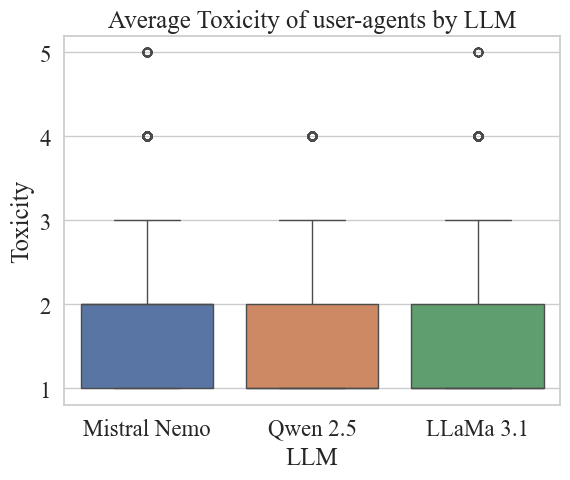 Average Toxicity of user-agents by LLM
Toxicity
5
4
3
2
1
Mistral Nemo Qwen 2.5 LLaMa 3.1
LLM